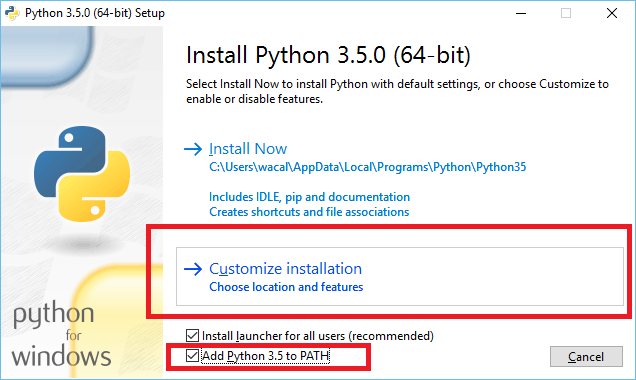 Python 3.5.0 (64-bit) Setup
Install Python 3.5.0 (64-bit)
Select Install Now to install Python with default settings, or choose Customize to
enable or disable features.
Install Now
C:\Users\wacal\AppData\Local\Programs\Python\Python35
Includes IDLE, pip and documentation
Creates shortcuts and file associations
Customize installation
Choose location and features
python
for
windows
Install launcher for all users (recommended)
Add Python 3.5 to PATH
Cancel